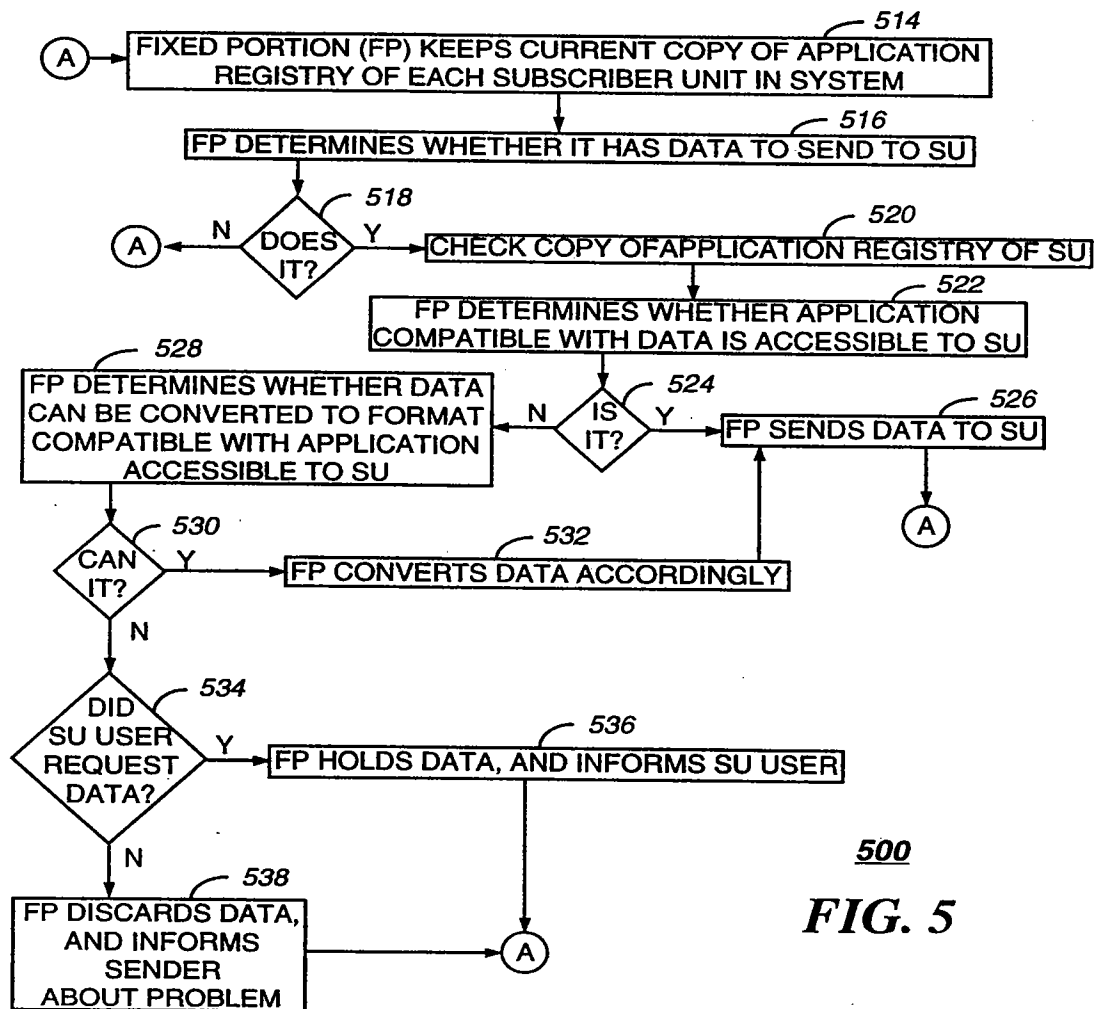 514
A
FIXED PORTION (FP) KEEPS CURRENT COPY OF APPLICATION
REGISTRY OF EACH SUBSCRIBER UNIT IN SYSTEM
516
FP DETERMINES WHETHER IT HAS DATA TO SEND TO SU
518
A
N
DOES
IT?
Y
520
CHECK COPY OFAPPLICATION REGISTRY OF SU
522
FP DETERMINES WHETHER APPLICATION
COMPATIBLE WITH DATA IS ACCESSIBLE TO SU
528
FP DETERMINES WHETHER DATA
CAN BE CONVERTED TO FORMAT
COMPATIBLE WITH APPLICATION
ACCESSIBLE TO SU
524
N
IS
IT?
Y
526
FP SENDS DATA TO SU
A
530
CAN
IT?
Y
532
FP CONVERTS DATA ACCORDINGLY
N
534
DID
SU USER
REQUEST
DATA?
Y
536
FP HOLDS DATA, AND INFORMS SU USER
N
538
FP DISCARDS DATA,
AND INFORMS
SENDER
ABOUT PROBLEM
A
500
FIG. 5